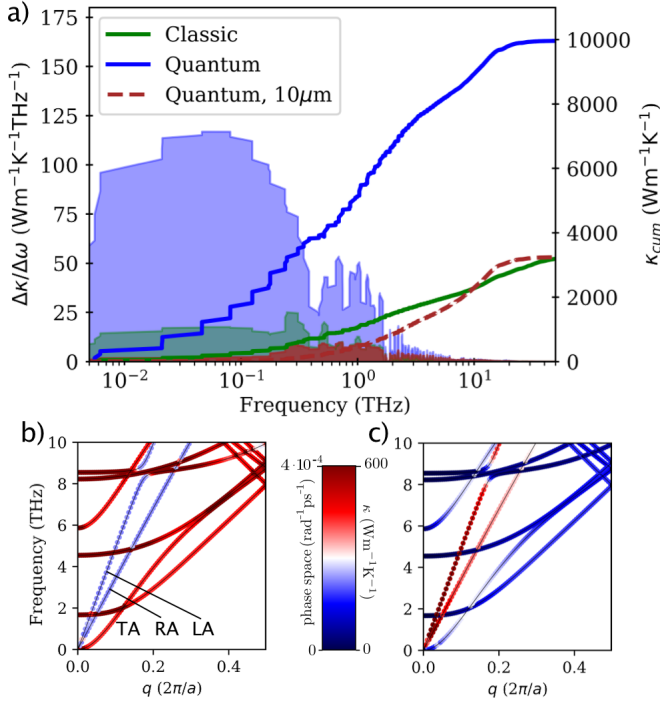 a)
Classic
Quantum
Quantum, 10μm
175
150
125
100
75
50
25
0
Δκ/Δω (Wm⁻¹K⁻¹THz⁻¹)
10000
8000
6000
4000
2000
0
κcum (Wm⁻¹K⁻¹)
10⁻² 10⁻¹ 10⁰ 10¹
Frequency (THz)
b)
10
8
6
4
2
0
Frequency (THz)
TA RA LA
0.0 0.2 0.4
q (2π/a)
4·10⁻⁴ 600
phase space (rad⁻¹ps⁻¹)
κ (Wm⁻¹K⁻¹)
0 0
c)
10
8
6
4
2
0
0.0 0.2 0.4
q (2π/a)